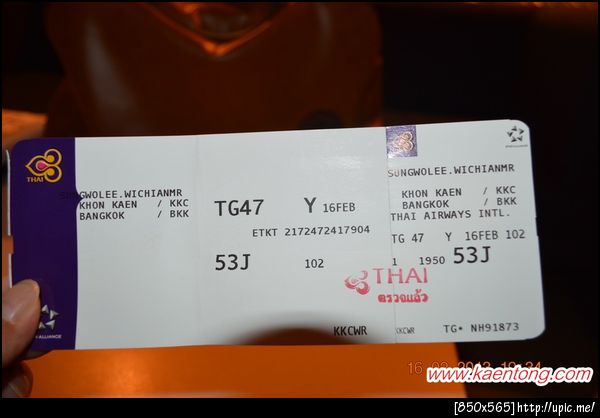 THAI
SUNGWOLEE.WICHIANMR
KHON KAEN / KKC
BANGKOK / BKK
TG47 Y 16FEB
ETKT 2172472417904
53J 102
KKCWR
SUNGWOLEE.WICHIANMR
KHON KAEN / KKC
BANGKOK / BKK
THAI AIRWAYS INTL.
TG 47 Y 16FEB 102
1 1950 53J
THAI
ตรวจแล้ว
KKCWR TG* NH91873
ALLIANCE
www.kaentong.com
[850x565]http://upic.me/